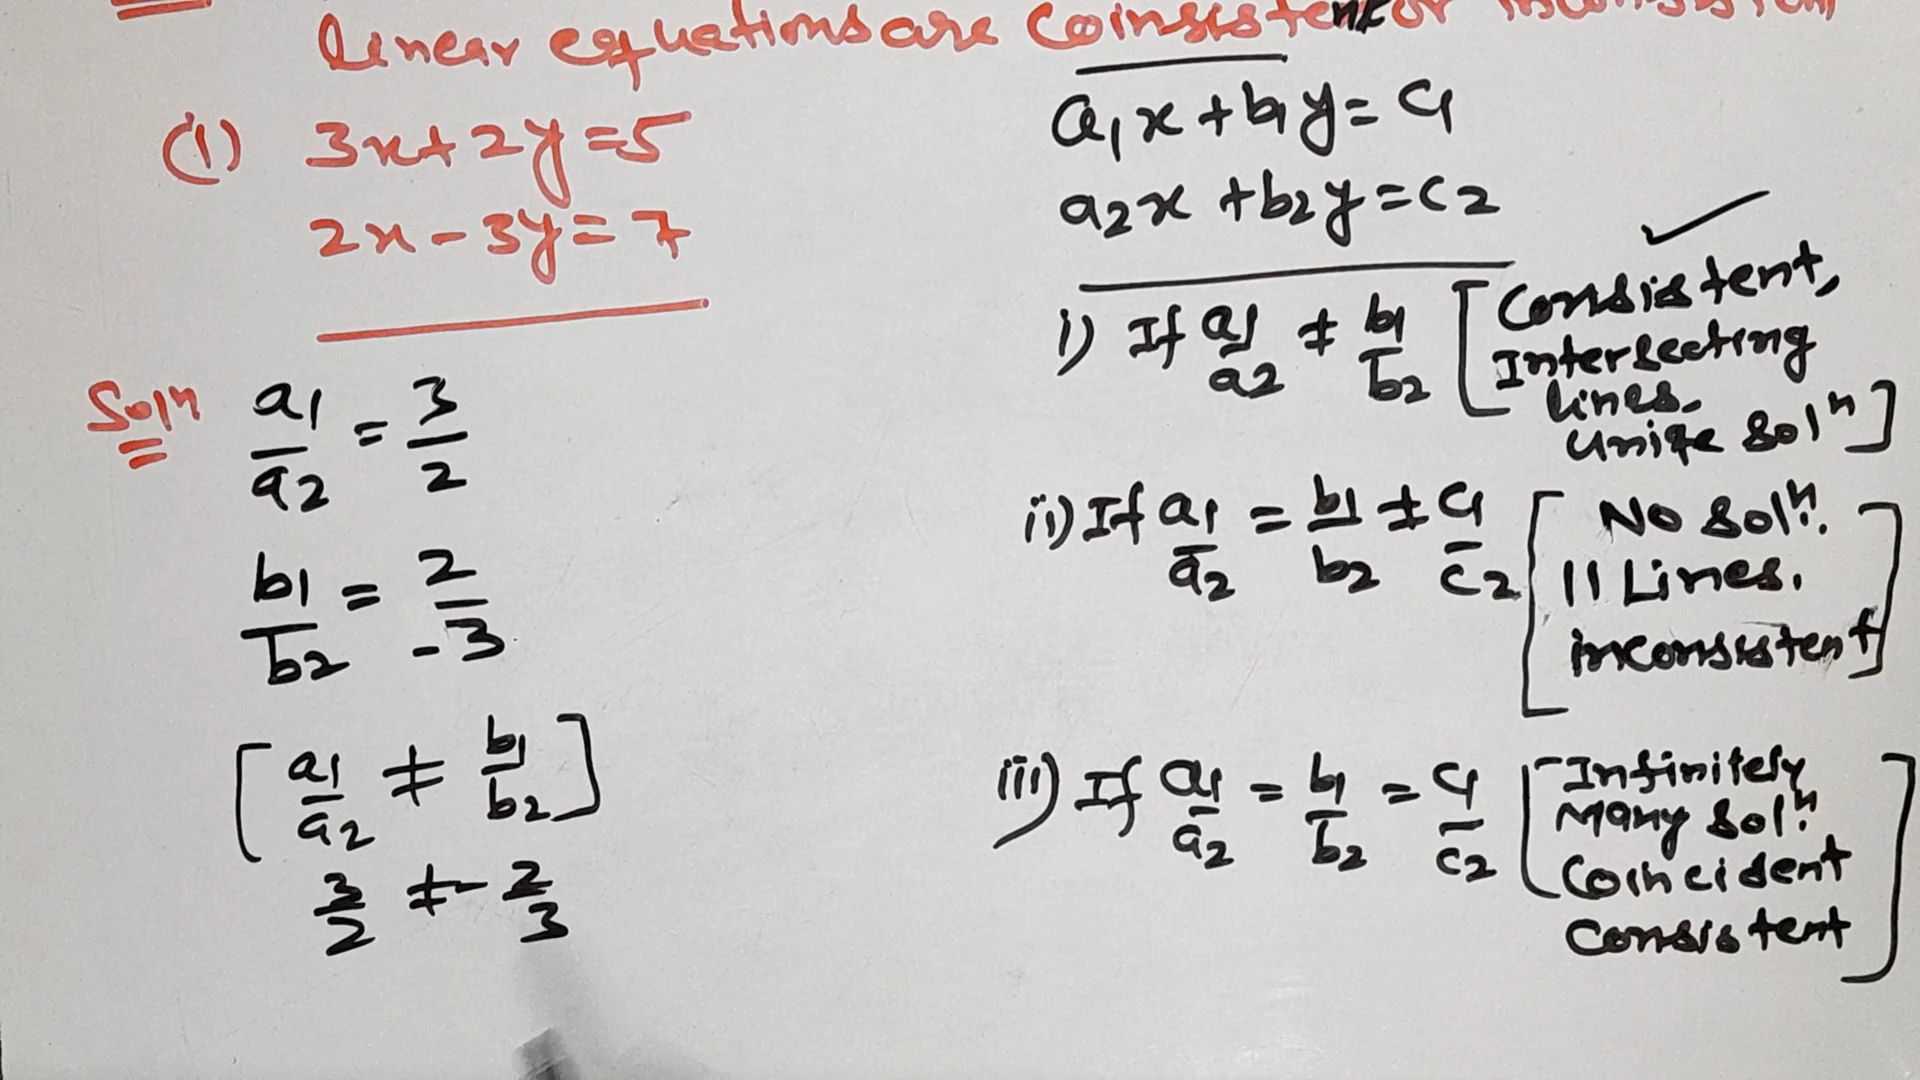 linear equations are Coinsistent or
(1) 3x+2y=5
2x-3y=7
Soln a1/a2 = 3/2
b1/b2 = 2/-3
[a1/a2 ≠ b1/b2]
3/2 ≠ -2/3
a1x+b1y=c1
a2x+b2y=c2
i) If a1/a2 ≠ b1/b2 [Consistent,
Intersecting
lines.
Uniqe soln]
ii) If a1/a2 = b1/b2 ≠ c1/c2 [No soln.
|| Lines.
inconsistent]
iii) If a1/a2 = b1/b2 = c1/c2 [Infinitely
Many soln.
Coincident
Consistent]